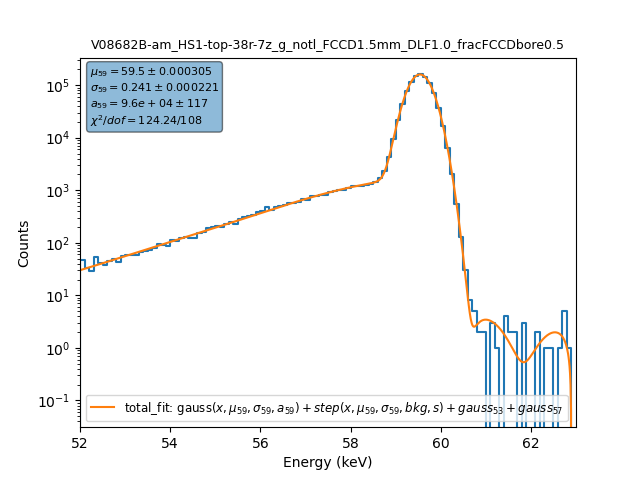 V08682B-am_HS1-top-38r-7z_g_notl_FCCD1.5mm_DLF1.0_fracFCCDbore0.5
μ₅₉ = 59.5 ± 0.000305
σ₅₉ = 0.241 ± 0.000221
a₅₉ = 9.6e + 04 ± 117
χ²/dof = 124.24/108
10⁵
10⁴
10³
10²
10¹
10⁰
10⁻¹
Counts
total_fit: gauss(x, μ₅₉, σ₅₉, a₅₉) + step(x, μ₅₉, σ₅₉, bkg, s) + gauss₅₃ + gauss₅₇
52 54 56 58 60 62
Energy (keV)